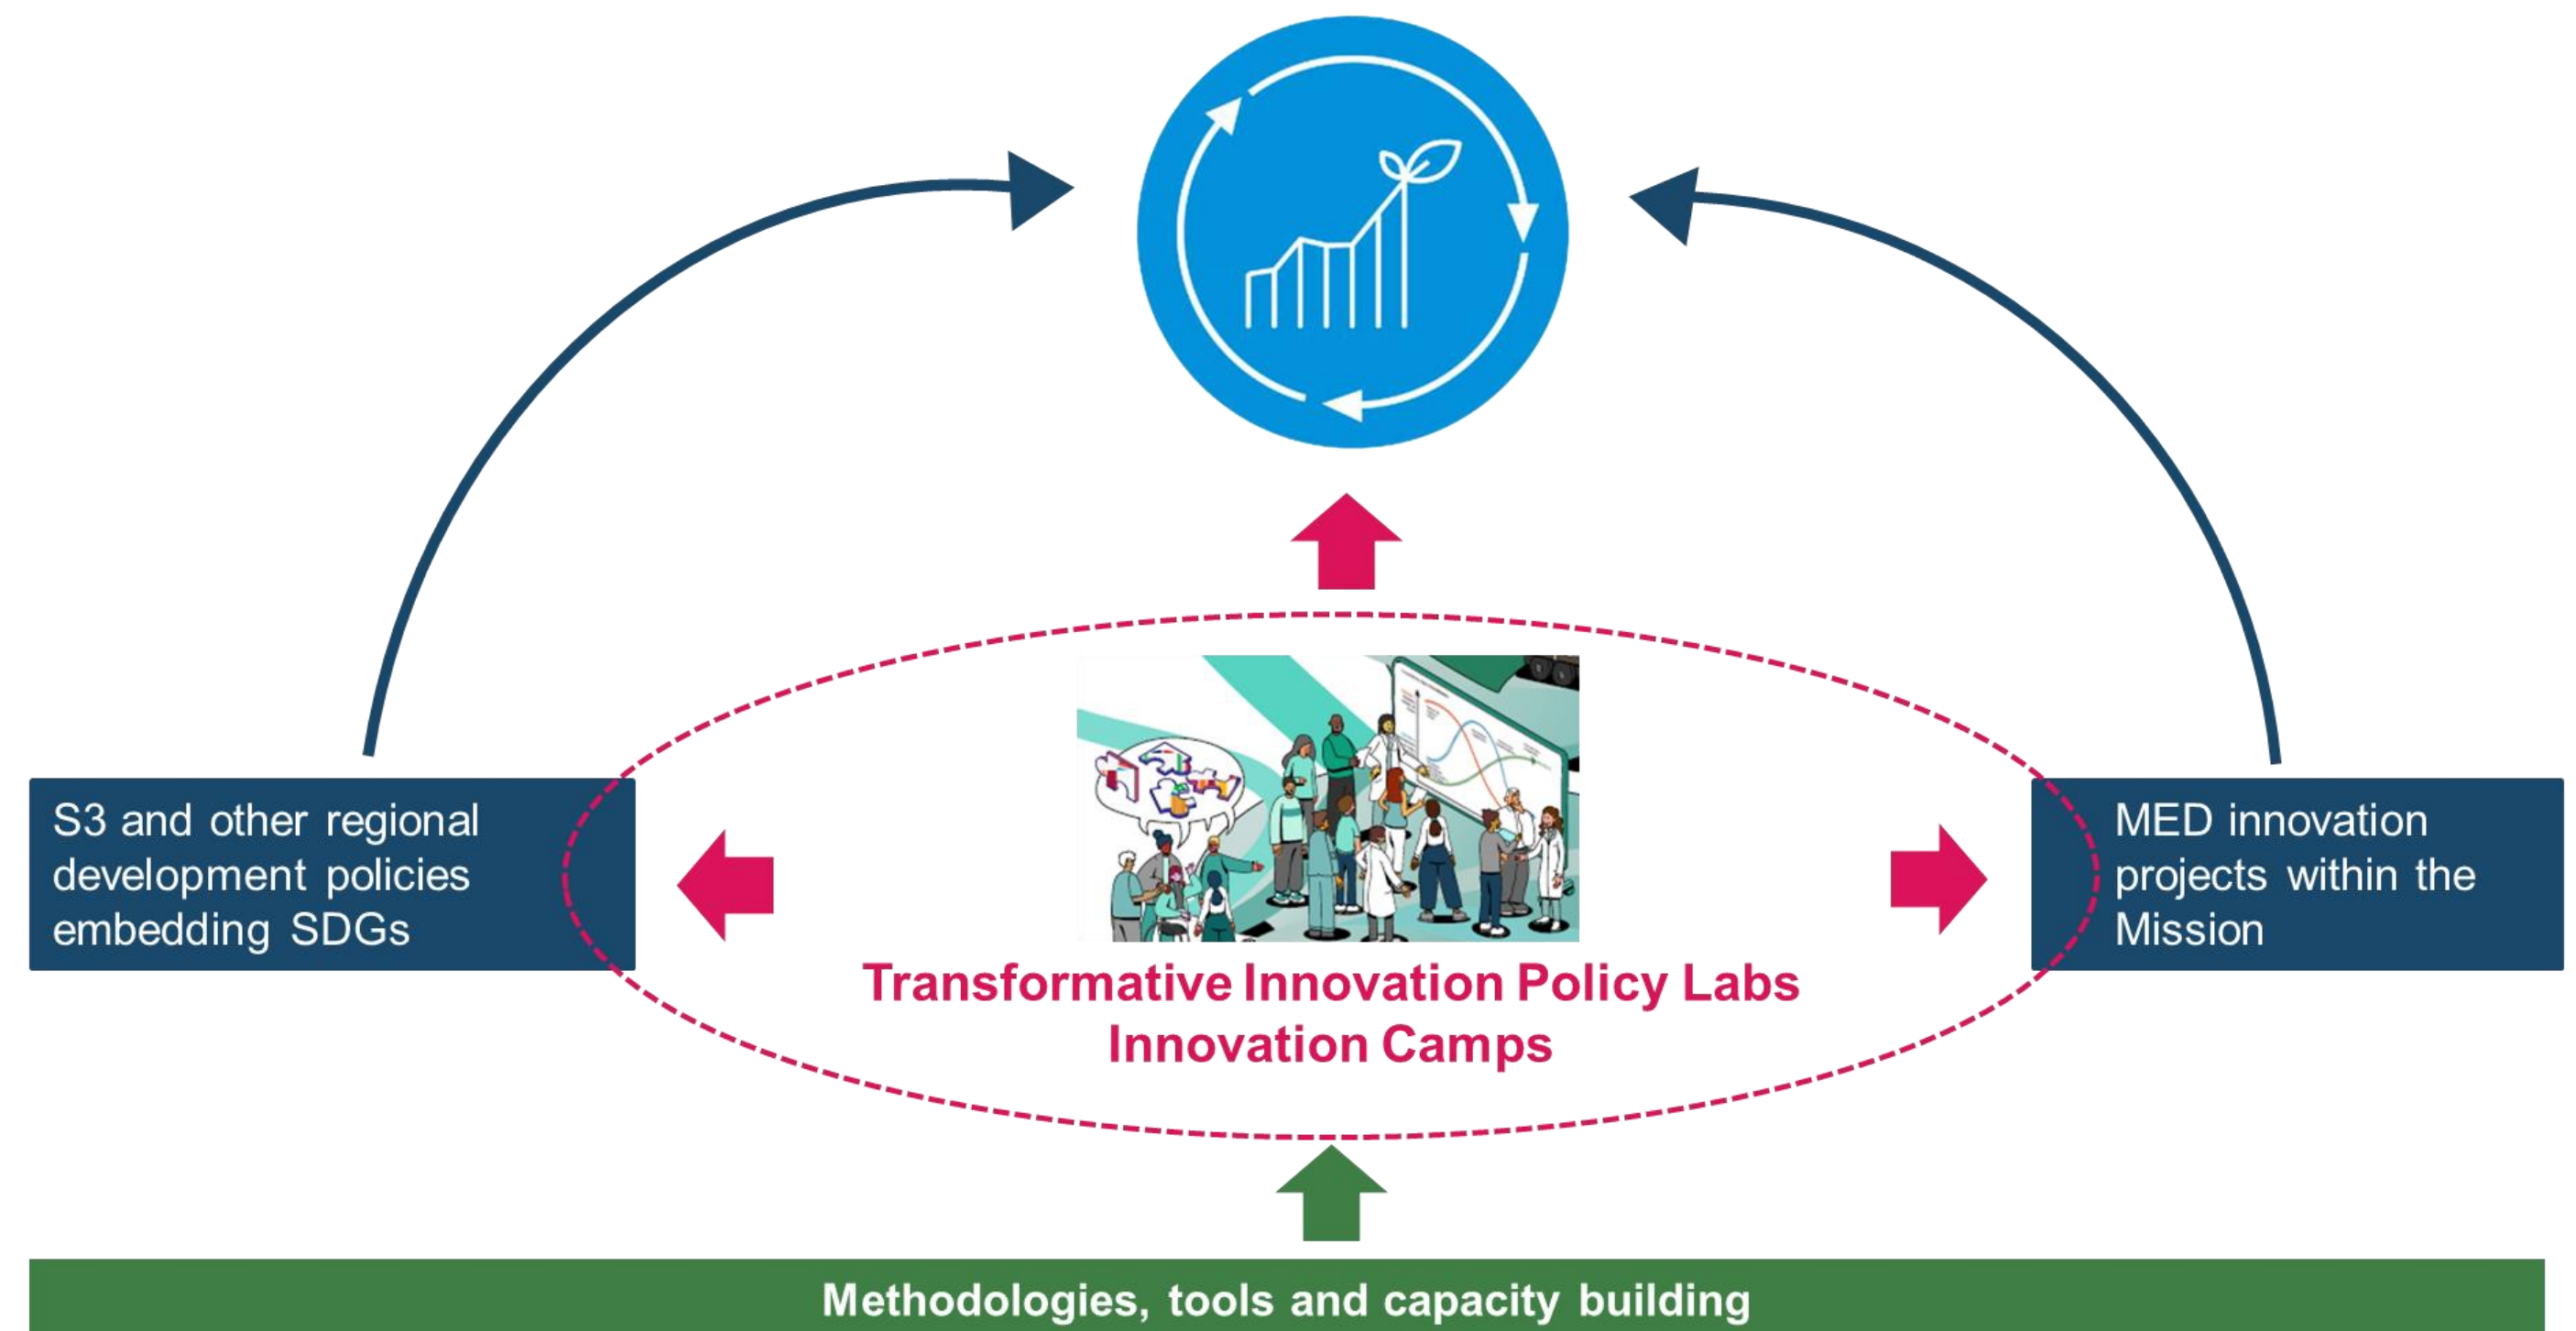 S3 and other regional
development policies
embedding SDGs
MED innovation
projects within the
Mission
Transformative Innovation Policy Labs
Innovation Camps
Methodologies, tools and capacity building